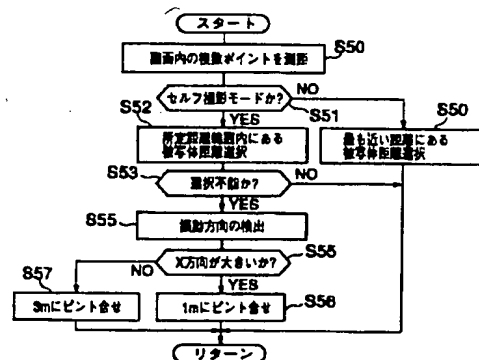 スタート
S50
画面内の複数ポイントを測距
セルフ撮影モードか?
S51
NO
YES
S52
所定距離範囲内にある
被写体距離選択
S50
最も近い距離にある
被写体距離選択
S53
選択不能か?
NO
YES
S55
振動方向の検出
S55
X方向が大きいか?
NO
YES
S57
3mにピント合せ
1mにピント合せ
S56
リターン